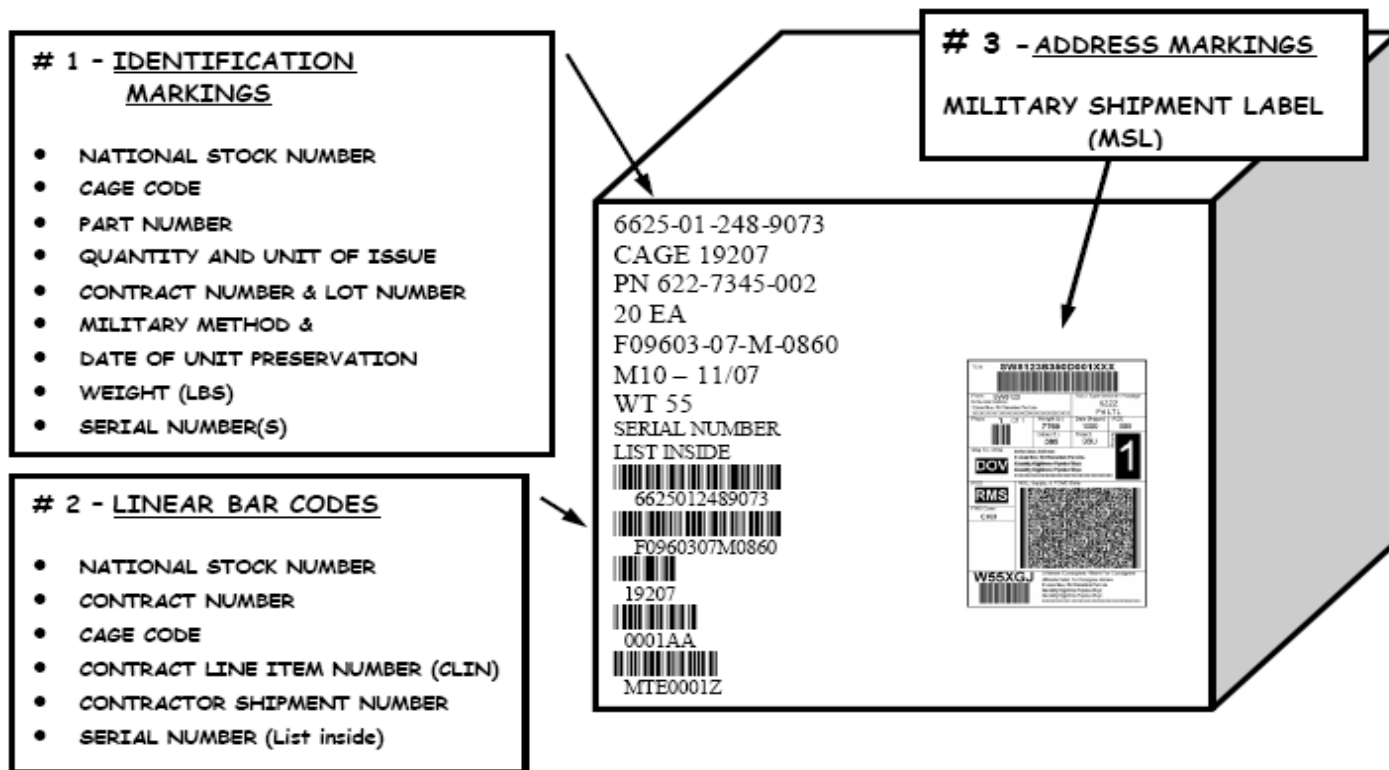 # 1 - IDENTIFICATION
MARKINGS
• NATIONAL STOCK NUMBER
• CAGE CODE
• PART NUMBER
• QUANTITY AND UNIT OF ISSUE
• CONTRACT NUMBER & LOT NUMBER
• MILITARY METHOD &
• DATE OF UNIT PRESERVATION
• WEIGHT (LBS)
• SERIAL NUMBER(S)
# 2 - LINEAR BAR CODES
• NATIONAL STOCK NUMBER
• CONTRACT NUMBER
• CAGE CODE
• CONTRACT LINE ITEM NUMBER (CLIN)
• CONTRACTOR SHIPMENT NUMBER
• SERIAL NUMBER (List inside)
# 3 - ADDRESS MARKINGS
MILITARY SHIPMENT LABEL
(MSL)
6625-01-248-9073
CAGE 19207
PN 622-7345-002
20 EA
F09603-07-M-0860
M10 – 11/07
WT 55
SERIAL NUMBER
LIST INSIDE
6625012489073
F0960307M0860
19207
0001AA
MTE0001Z
SW8123B350D001XXX
1
DOV
RMS
W55XGJ